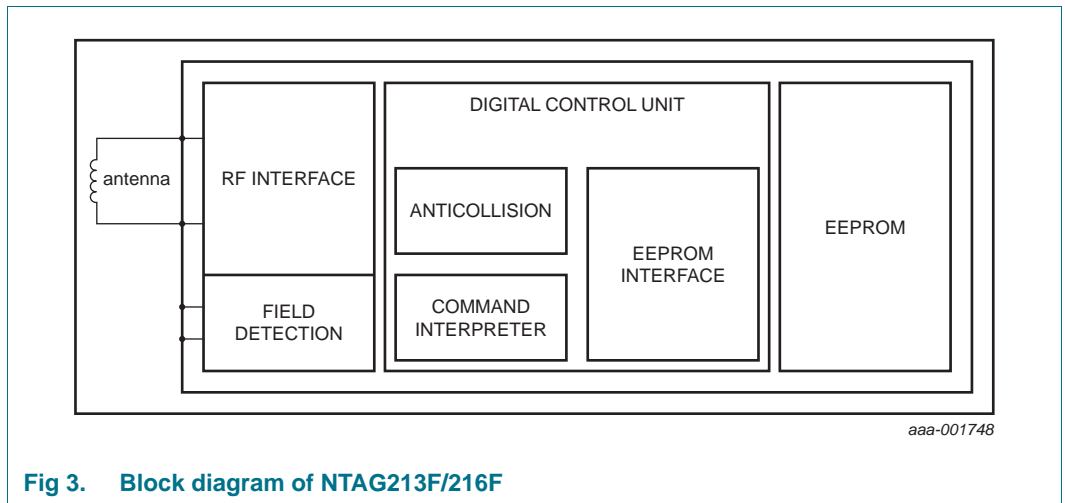 DIGITAL CONTROL UNIT
antenna
RF INTERFACE
ANTICOLLISION
EEPROM
EEPROM
INTERFACE
FIELD
DETECTION
COMMAND
INTERPRETER
aaa-001748
Fig 3. Block diagram of NTAG213F/216F